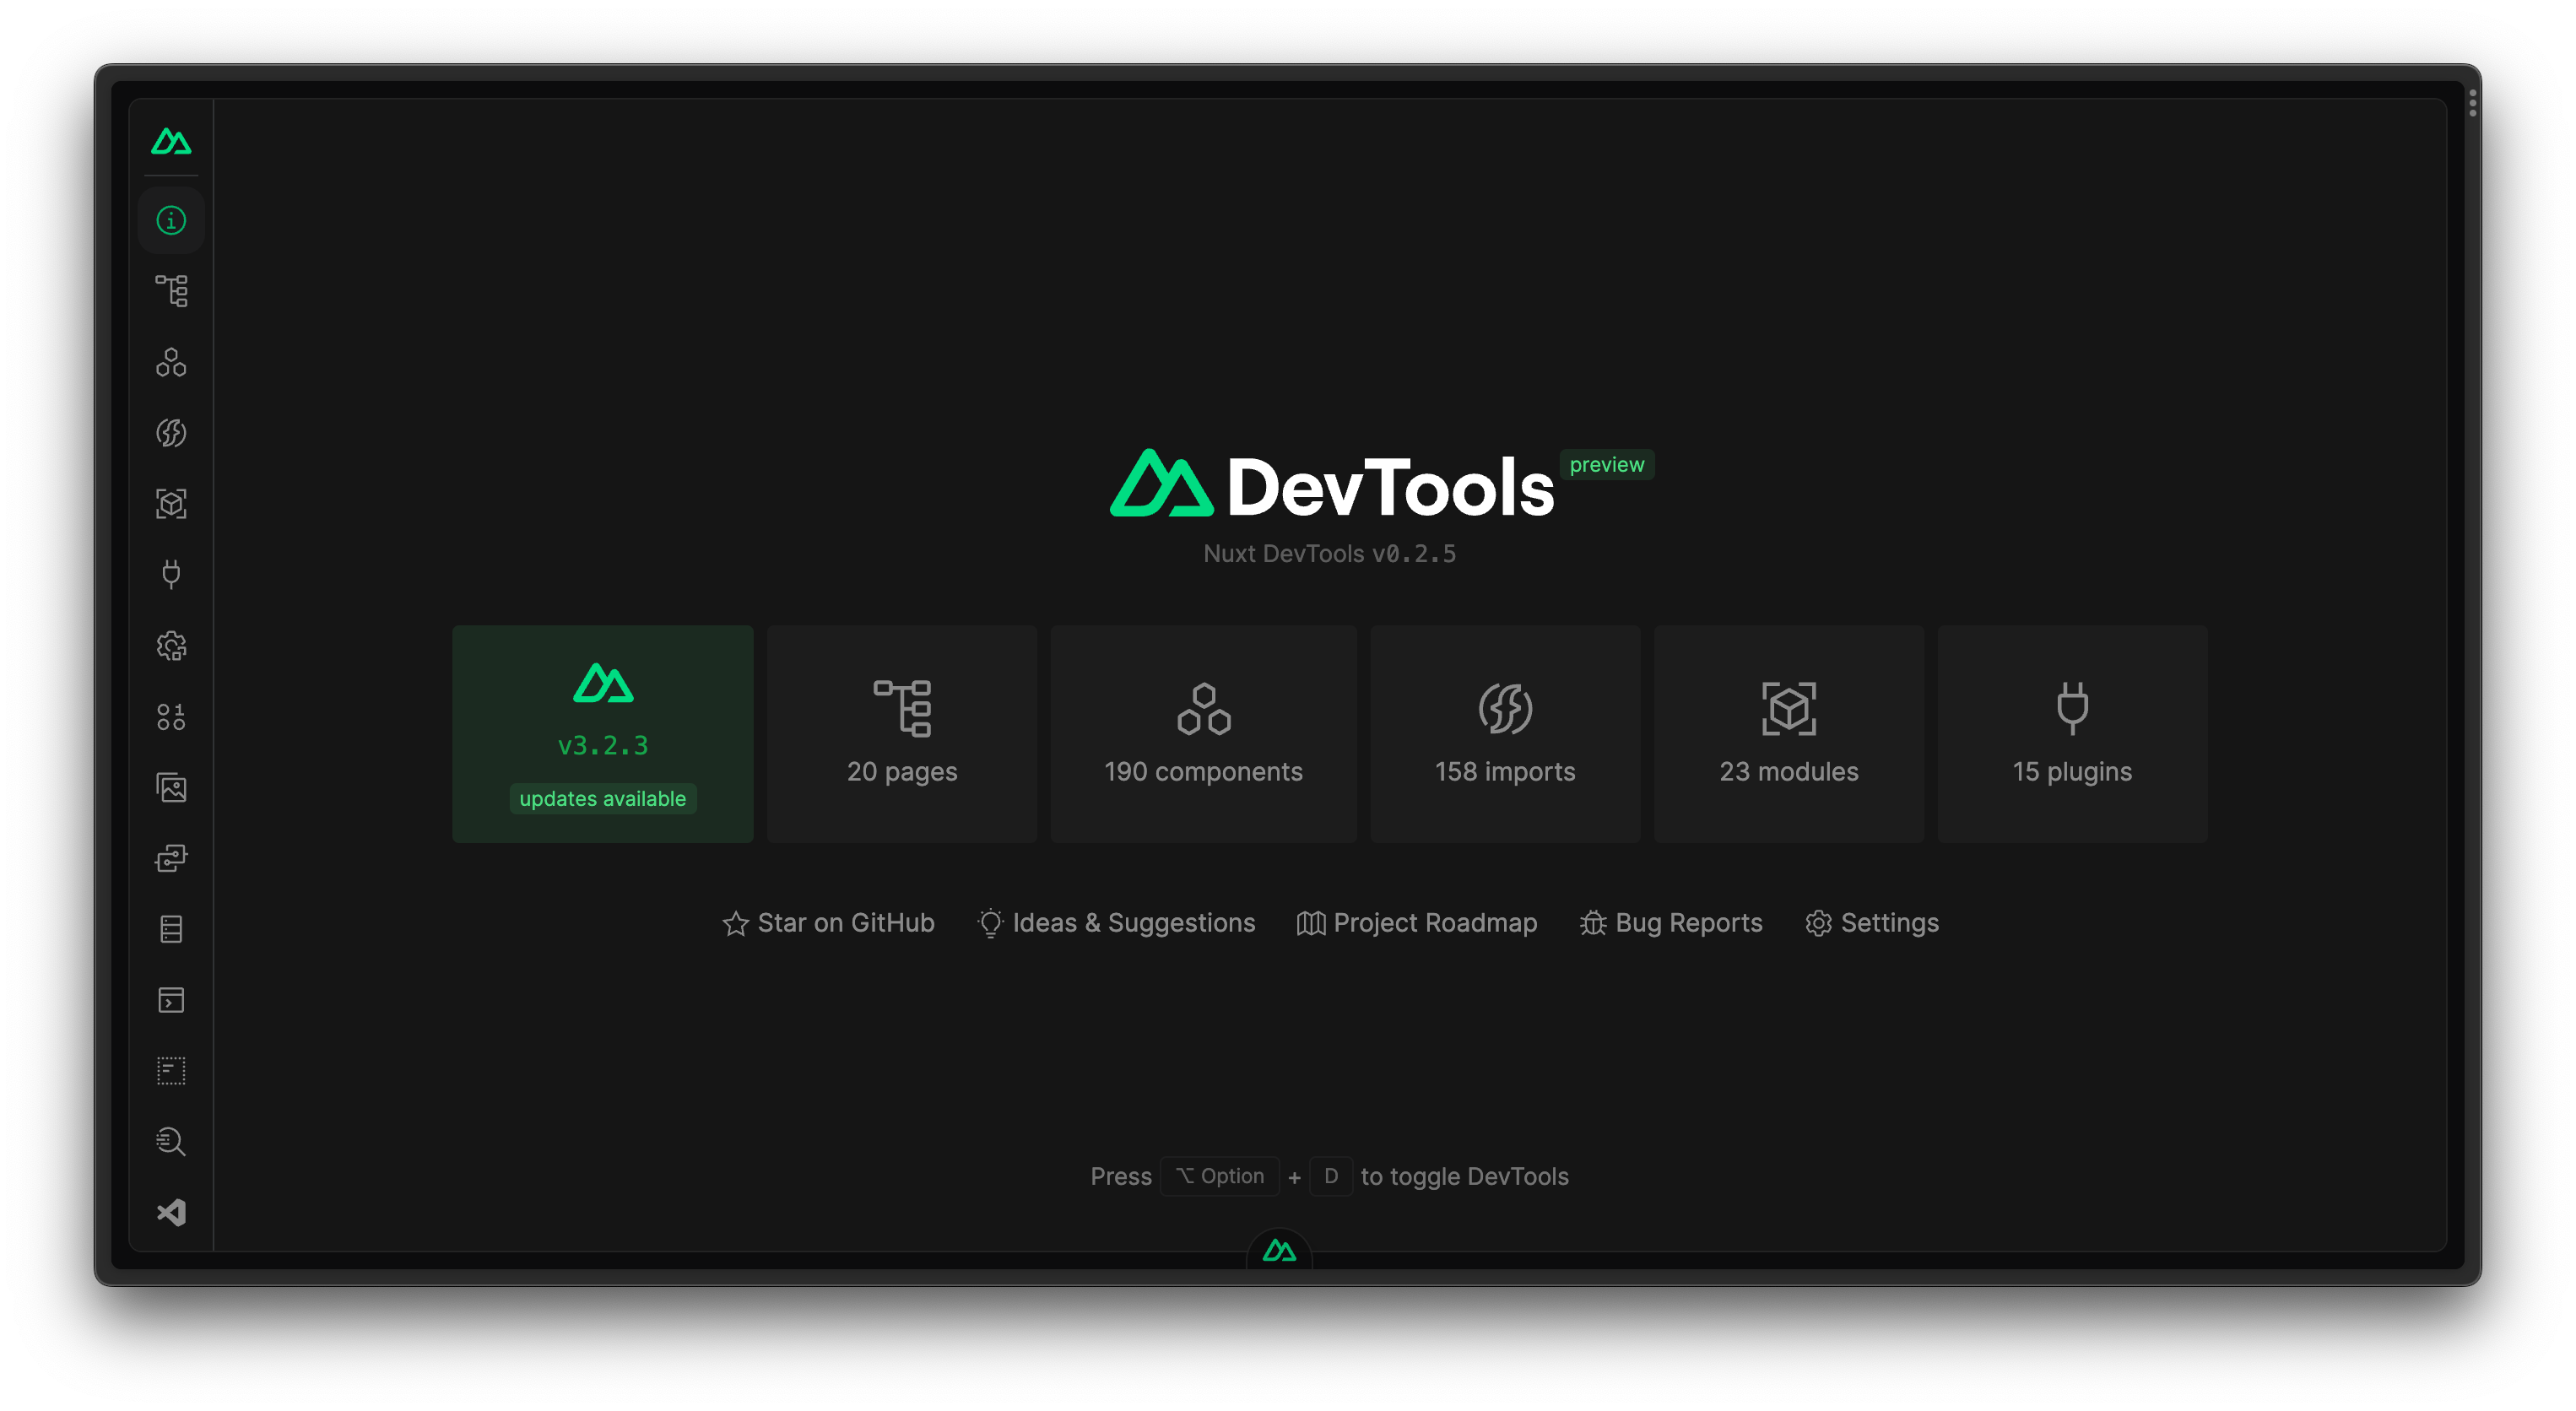 DevTools preview
Nuxt DevTools v0.2.5
v3.2.3
updates available
20 pages
190 components
158 imports
23 modules
15 plugins
Star on GitHub
Ideas & Suggestions
Project Roadmap
Bug Reports
Settings
Press ⌥ Option + D to toggle DevTools